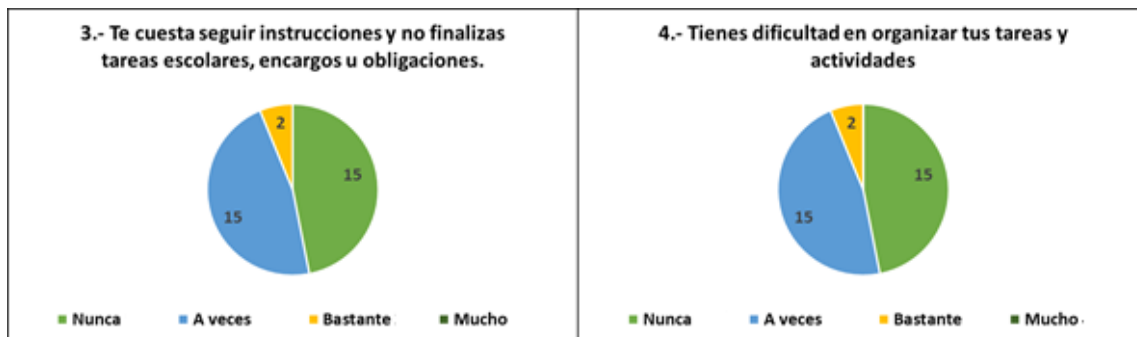 3.- Te cuesta seguir instrucciones y no finalizas
tareas escolares, encargos u obligaciones.
2
15
15
Nunca A veces Bastante Mucho
4.- Tienes dificultad en organizar tus tareas y
actividades
2
15
15
Nunca A veces Bastante Mucho